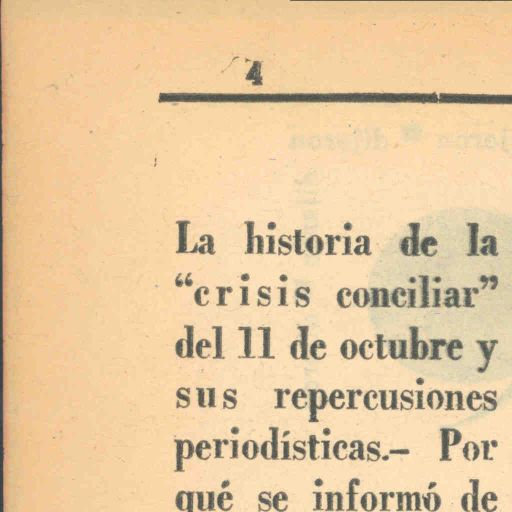 4
La historia de la
“crisis conciliar”
del 11 de octubre y
sus repercusiones
periodísticas.– Por
qué se informó de